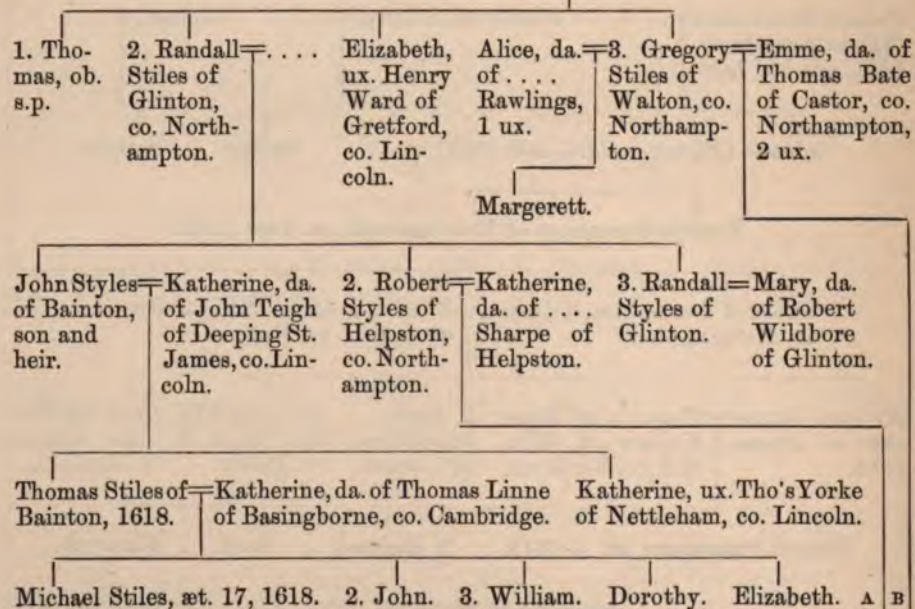 1. Tho-
mas, ob.
s.p.
2. Randall=. . . .
Stiles of
Glinton,
co. North-
ampton.
Elizabeth,
ux. Henry
Ward of
Gretford,
co. Lin-
coln.
Alice, da.
of . . . .
Rawlings,
1 ux.
=3. Gregory=
Stiles of
Walton, co.
Northamp-
ton.
Emme, da. of
Thomas Bate
of Castor, co.
Northampton,
2 ux.
Margerett.
John Styles=
of Bainton,
son and
heir.
Katherine, da.
of John Teigh
of Deeping St.
James, co. Lin-
coln.
2. Robert=
Styles of
Helpston,
co. North-
ampton.
Katherine,
da. of . . . .
Sharpe of
Helpston.
3. Randall=
Styles of
Glinton.
Mary, da.
of Robert
Wildbore
of Glinton.
Thomas Stiles of=
Bainton, 1618.
Katherine, da. of Thomas Linne
of Basingborne, co. Cambridge.
Katherine, ux. Tho's Yorke
of Nettleham, co. Lincoln.
Michael Stiles, æt. 17, 1618. 2. John. 3. William. Dorothy. Elizabeth. A B